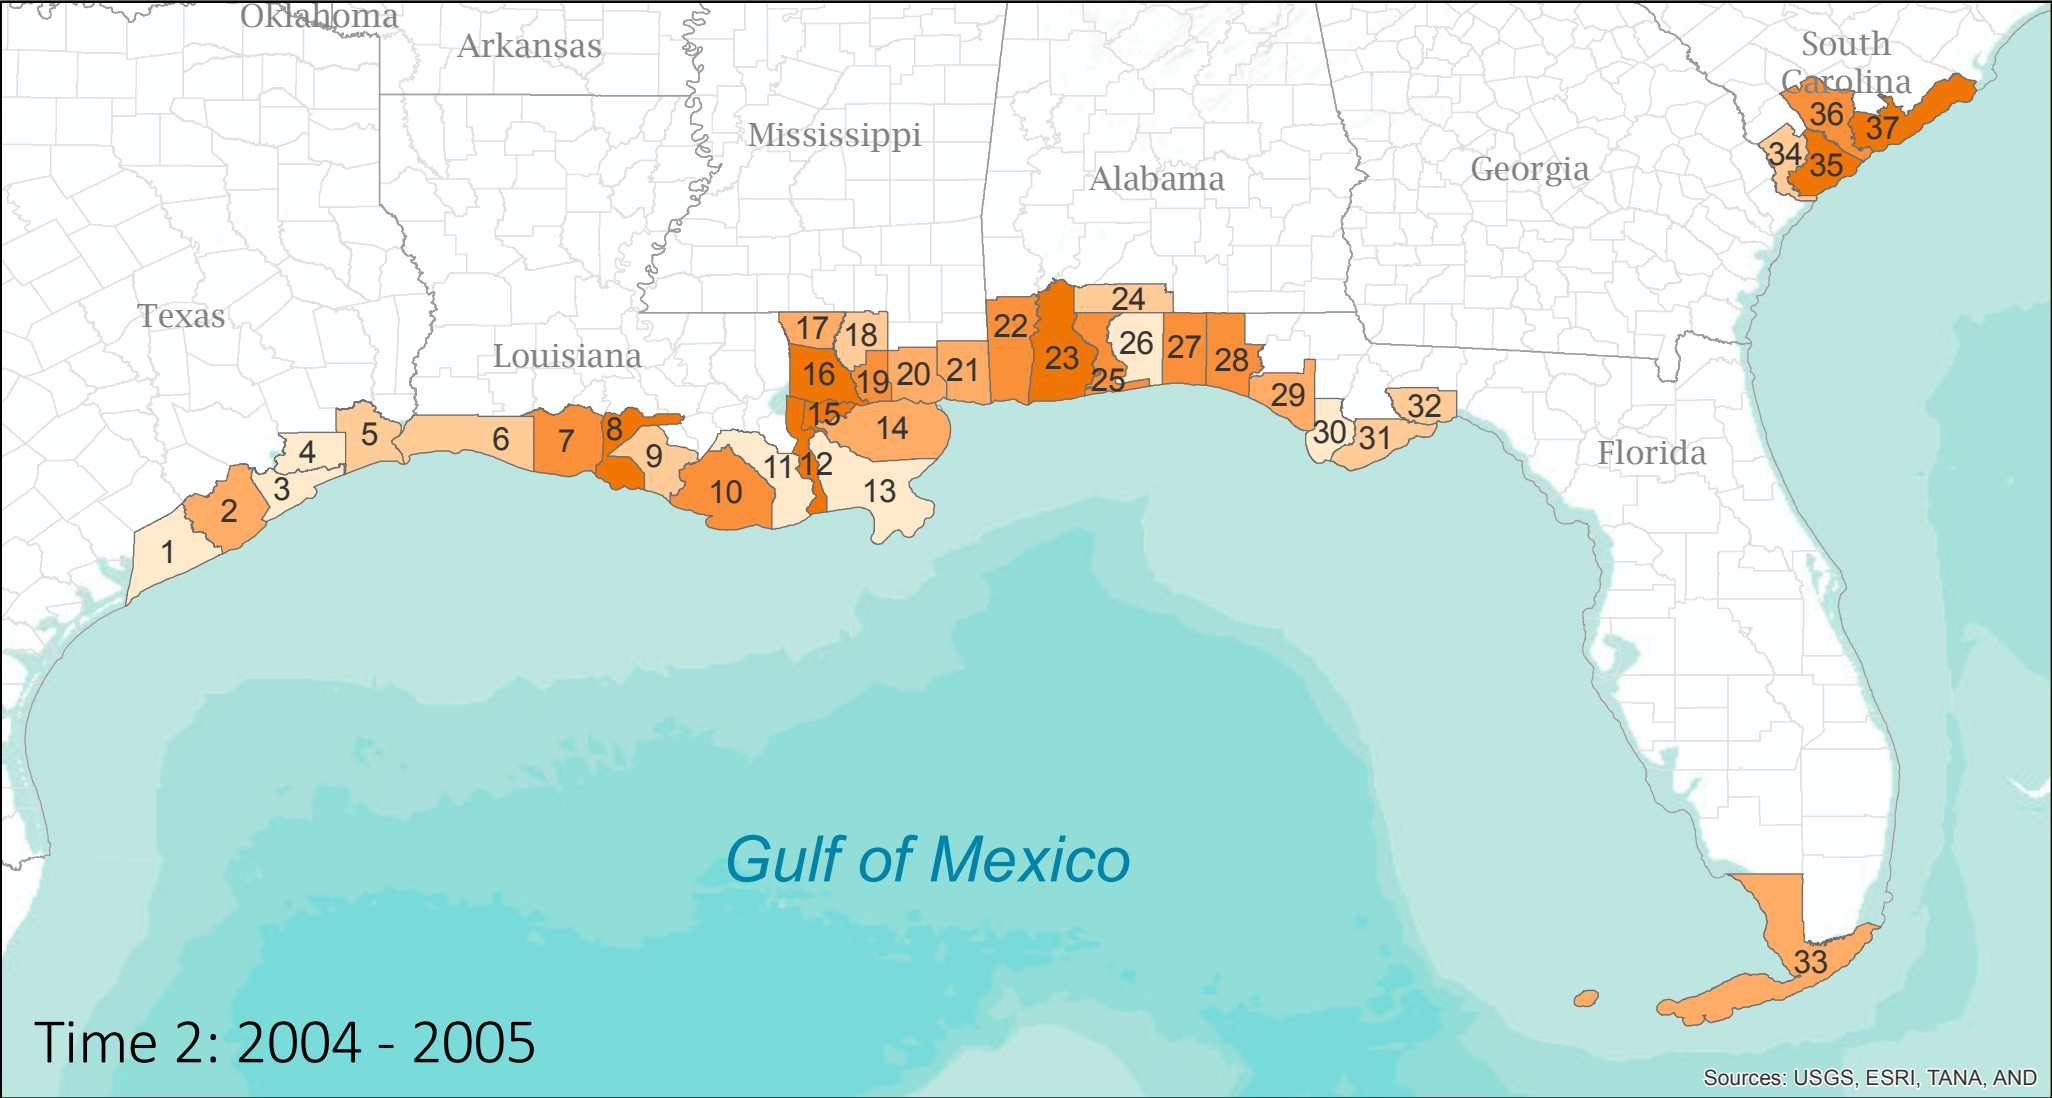 Oklahoma
Arkansas
South
Carolina
Mississippi
Alabama
Georgia
Texas
Louisiana
Florida
1
2
3
4
5
6
7
8
9
10
11
12
13
14
15
16
17
18
19
20
21
22
23
24
25
26
27
28
29
30
31
32
33
34
35
36
37
Gulf of Mexico
Time 2: 2004 - 2005
Sources: USGS, ESRI, TANA, AND